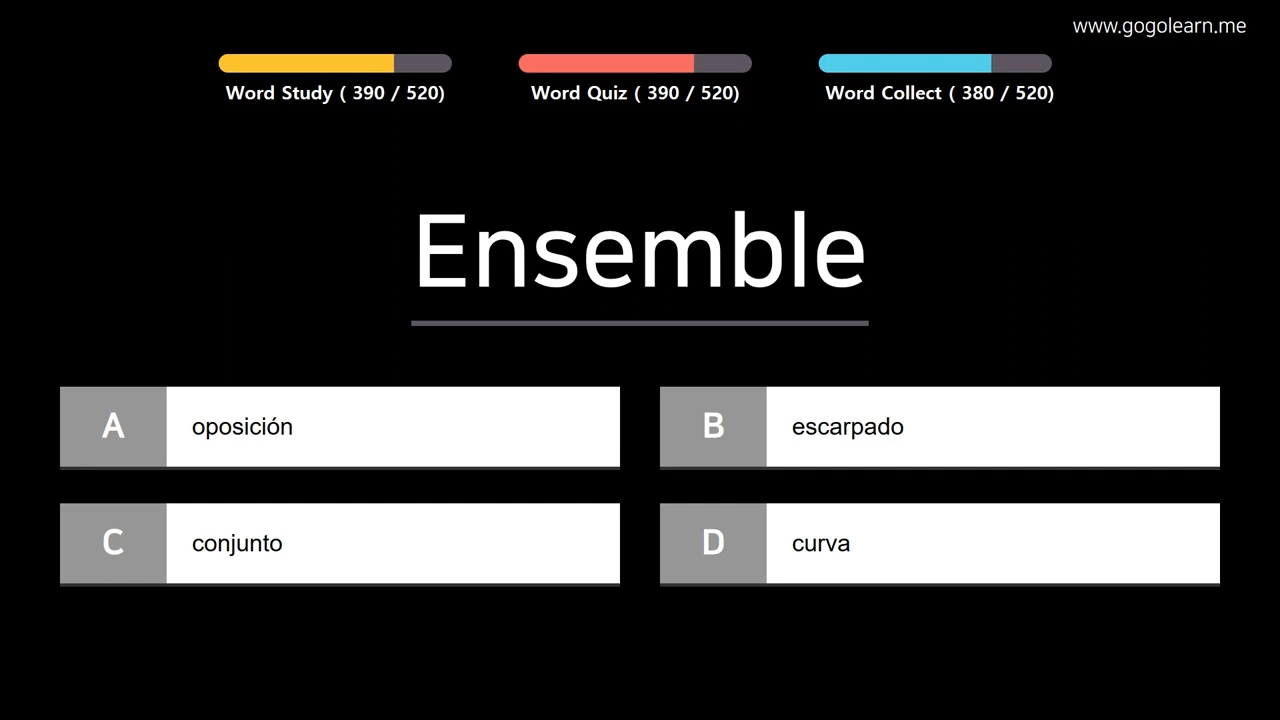 www.gogolearn.me
Word Study ( 390 / 520)
Word Quiz ( 390 / 520)
Word Collect ( 380 / 520)
Ensemble
A oposición
B escarpado
C conjunto
D curva